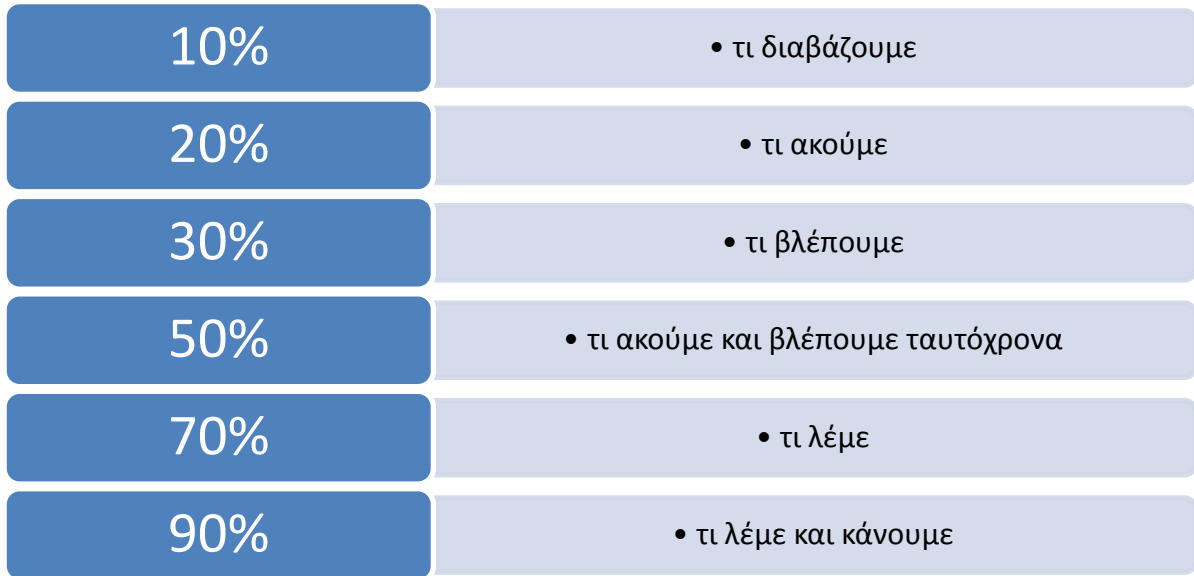 10%
• τι διαβάζουμε
20%
• τι ακούμε
30%
• τι βλέπουμε
50%
• τι ακούμε και βλέπουμε ταυτόχρονα
70%
• τι λέμε
90%
• τι λέμε και κάνουμε